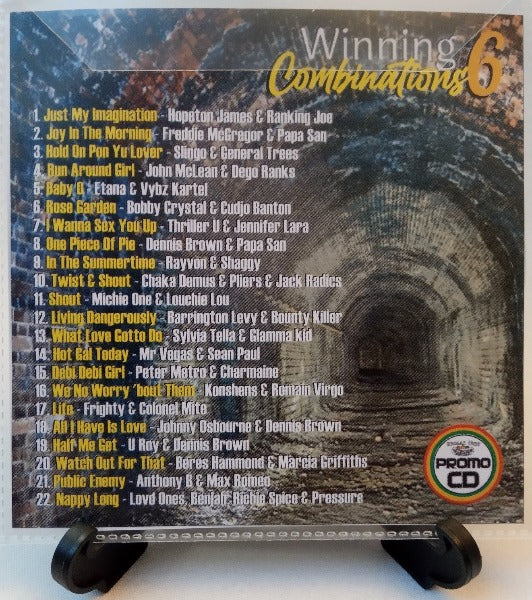 Winning
Combinations 6
1. Just My Imagination - Hopeton James & Ranking Joe
2. Joy In The Morning - Freddie McGregor & Papa San
3. Hold On Pon Yu Lover - Singo & General Trees
4. Run Around Girl - John McLean & Dego Ranks
5. Baby O - Etana & Vybz Kartel
6. Rose Garden - Bobby Crystal & Cudjo Banton
7. I Wanna Sex You Up - Thriller U & Jennifer Lara
8. One Piece Of Pie - Dennis Brown & Papa San
9. In The Summertime - Rayvon & Shaggy
10. Twist & Shout - Chaka Demus & Pliers & Jack Radics
11. Shout - Michie One & Louchie Lou
12. Living Dangerously - Barrington Levy & Bounty Killer
13. What Love Gotto Do - Sylvia Tella & Glamma kid
14. Hot Gal Today - Mr Vegas & Sean Paul
15. Debi Debi Girl - Peter Metro & Charmaine
16. We No Worry 'bout Them - Konshens & Romain Virgo
17. Life - Frighty & Colonel Mite
18. All I Have Is Love - Johnny Osbourne & Dennis Brown
19. Half Me Get - U Roy & Dennis Brown
20. Watch Out For That - Beres Hammond & Marcia Griffiths
21. Public Enemy - Anthony B & Max Romeo
22. Nappy Long - Lovd Ones, Benjah, Richie Spice & Pressure
PROMO
CD